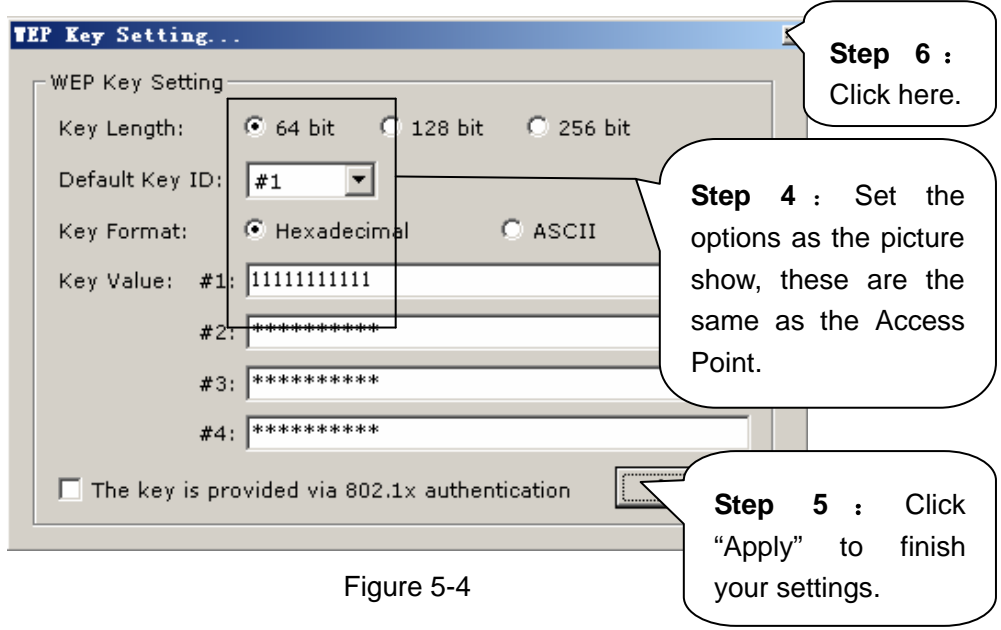 WEP Key Setting...
Step 6：
Click here.
WEP Key Setting
Key Length: 64 bit 128 bit 256 bit
Default Key ID: #1
Key Format: Hexadecimal ASCII
Key Value: #1: 11111111111
#2: **********
#3: **********
#4: **********
The key is provided via 802.1x authentication
Step 4： Set the
options as the picture
show, these are the
same as the Access
Point.
Step 5： Click
“Apply” to finish
your settings.
Figure 5-4